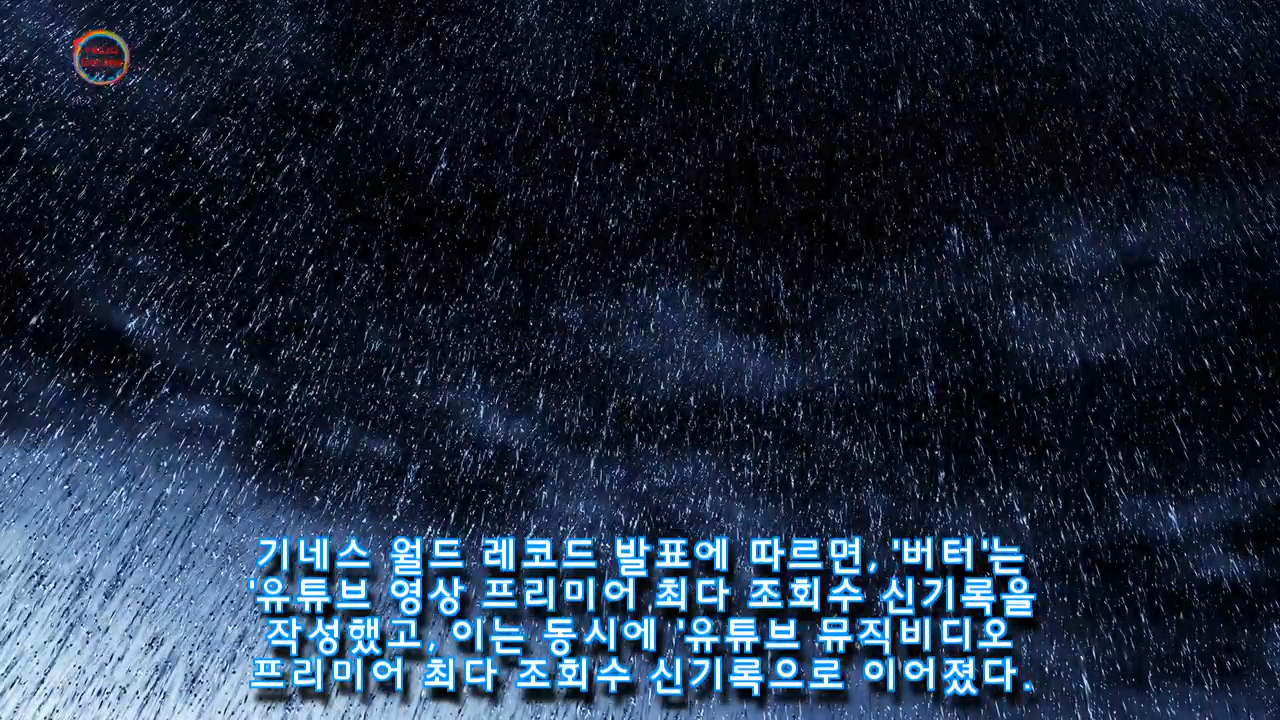 기네스 월드 레코드 발표에 따르면, '버터'는
'유튜브 영상 프리미어 최다 조회수 신기록을
작성했고, 이는 동시에 '유튜브 뮤직비디오
프리미어 최다 조회수 신기록으로 이어졌다.